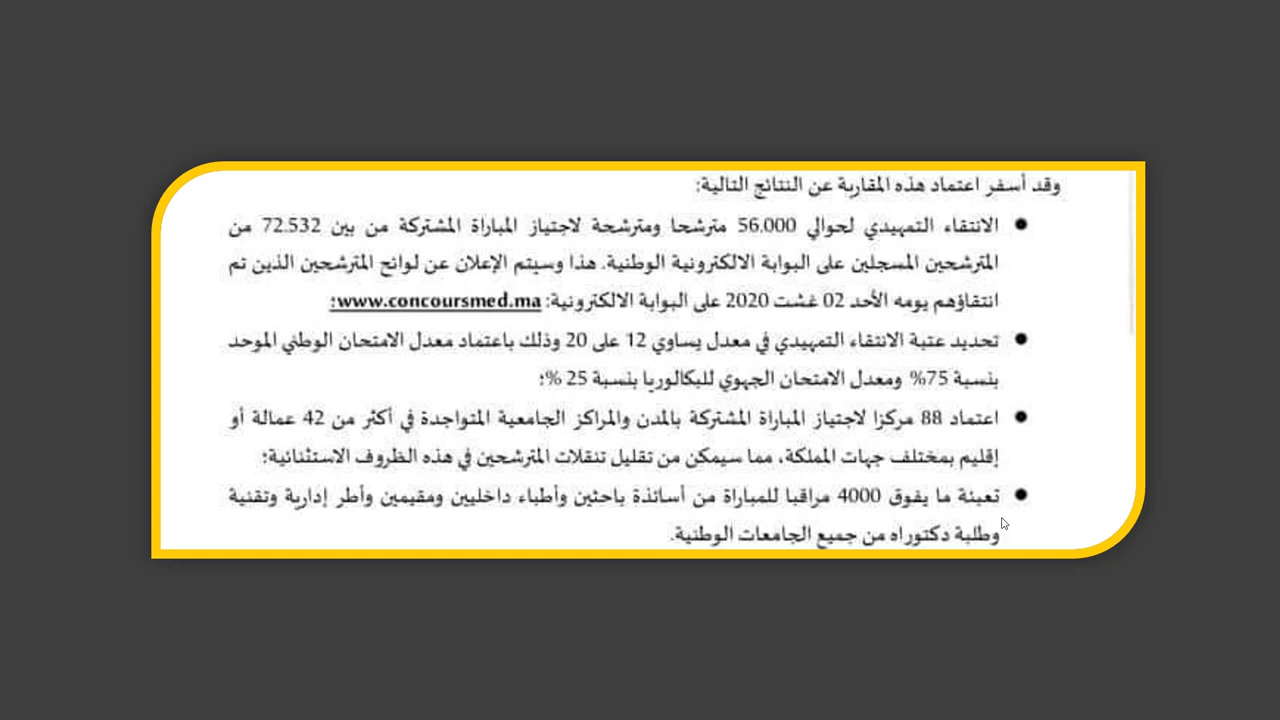 وقد أسفر اعتماد هذه المقاربة عن النتائج التالية:
● الانتقاء التمهيدي لحوالي 56.000 مترشحا ومترشحة لاجتياز المباراة المشتركة من بين 72.532 من
المترشحين المسجلين على البوابة الالكترونية الوطنية. هذا وسيتم الإعلان عن لوائح المترشحين الذين تم
انتقاؤهم يومه الأحد 02 غشت 2020 على البوابة الالكترونية: www.concoursmed.ma؛
● تحديد عتبة الانتقاء التمهيدي في معدل يساوي 12 على 20 وذلك باعتماد معدل الامتحان الوطني الموحد
بنسبة 75% ومعدل الامتحان الجهوي للبكالوريا بنسبة 25 %؛
● اعتماد 88 مركزا لاجتياز المباراة المشتركة بالمدن والمراكز الجامعية المتواجدة في أكثر من 42 عمالة أو
إقليم بمختلف جهات المملكة، مما سيمكن من تقليل تنقلات المترشحين في هذه الظروف الاستثنائية؛
● تعبئة ما يفوق 4000 مراقبا للمباراة من أساتذة باحثين وأطباء داخليين ومقيمين وأطر إدارية وتقنية
وطلبة دكتوراه من جميع الجامعات الوطنية.